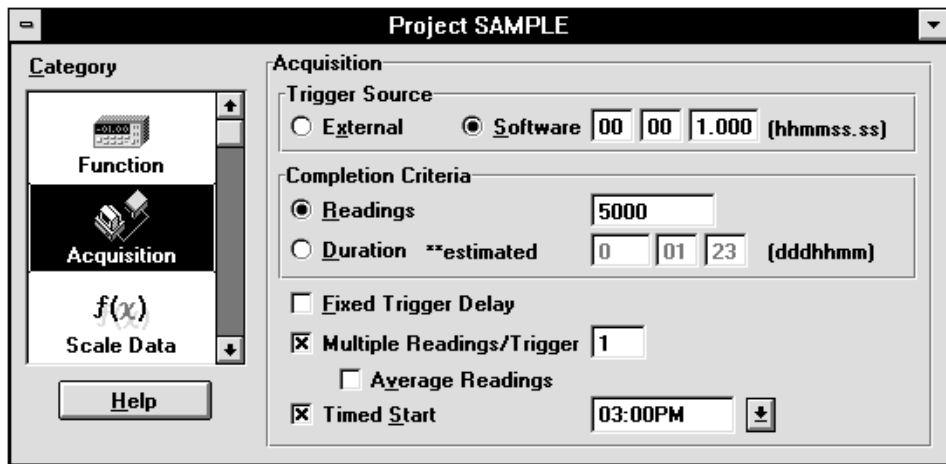 Project SAMPLE
Category
-01.00
Function
Acquisition
f(x)
Scale Data
Help
Acquisition
Trigger Source
External Software 00 00 1.000 (hhmmss.ss)
Completion Criteria
Readings 5000
Duration **estimated 0 01 23 (dddhhmm)
Fixed Trigger Delay
Multiple Readings/Trigger 1
Average Readings
Timed Start 03:00PM